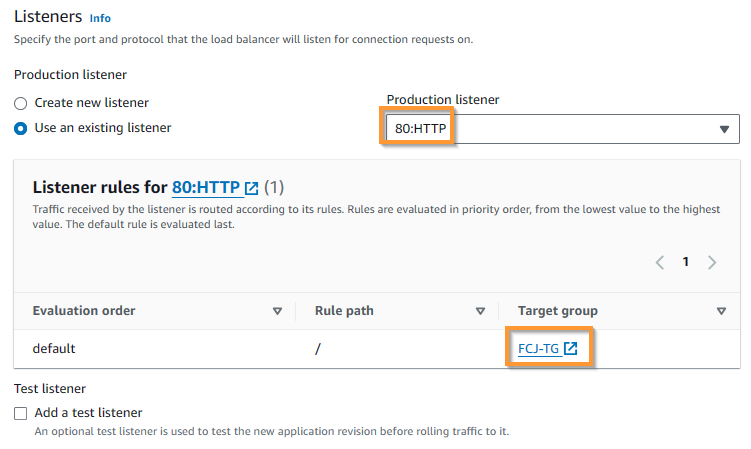 Listeners Info
Specify the port and protocol that the load balancer will listen for connection requests on.
Production listener
Create new listener
Use an existing listener
Production listener
80:HTTP
Listener rules for 80:HTTP (1)
Traffic received by the listener is routed according to its rules. Rules are evaluated in priority order, from the lowest value to the highest
value. The default rule is evaluated last.
1
Evaluation order Rule path Target group
default / FCJ-TG
Test listener
Add a test listener
An optional test listener is used to test the new application revision before rolling traffic to it.